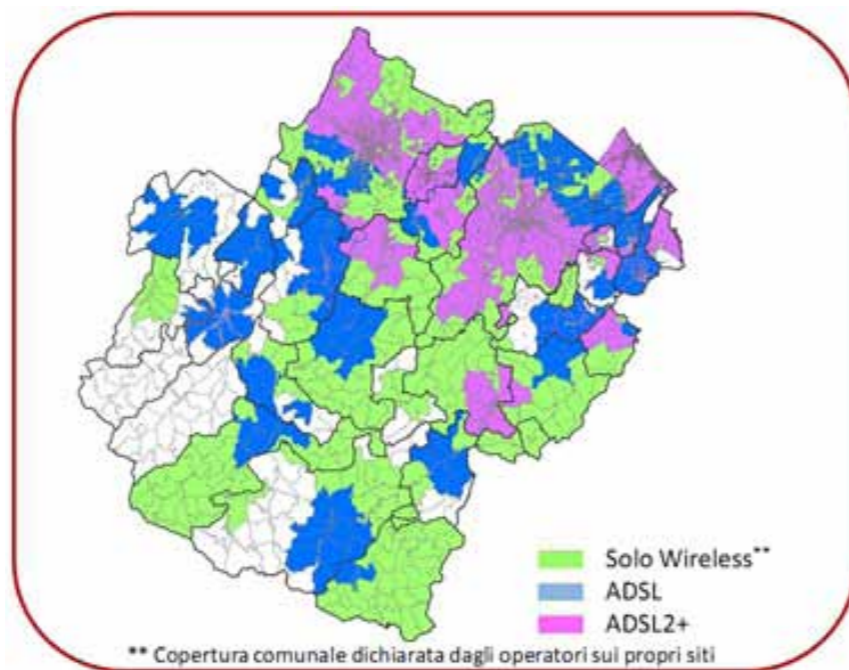 Solo Wireless**
ADSL
ADSL2+
** Copertura comunale dichiarata dagli operatori sui propri siti